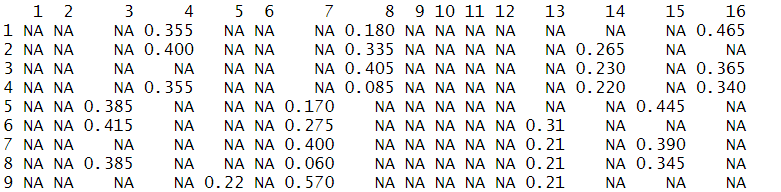 1 2 3 4 5 6 7 8 9 10 11 12 13 14 15 16
1 NA NA NA 0.355 NA NA NA 0.180 NA NA NA NA NA NA NA 0.465
2 NA NA NA 0.400 NA NA NA 0.335 NA NA NA NA NA 0.265 NA NA
3 NA NA NA NA NA NA NA 0.405 NA NA NA NA NA 0.230 NA 0.365
4 NA NA NA 0.355 NA NA NA 0.085 NA NA NA NA NA 0.220 NA 0.340
5 NA NA 0.385 NA NA NA 0.170 NA NA NA NA NA NA NA 0.445 NA
6 NA NA 0.415 NA NA NA 0.275 NA NA NA NA NA 0.31 NA NA NA
7 NA NA NA NA NA NA 0.400 NA NA NA NA NA 0.21 NA 0.390 NA
8 NA NA 0.385 NA NA NA 0.060 NA NA NA NA NA 0.21 NA 0.345 NA
9 NA NA NA NA 0.22 NA 0.570 NA NA NA NA NA 0.21 NA NA NA